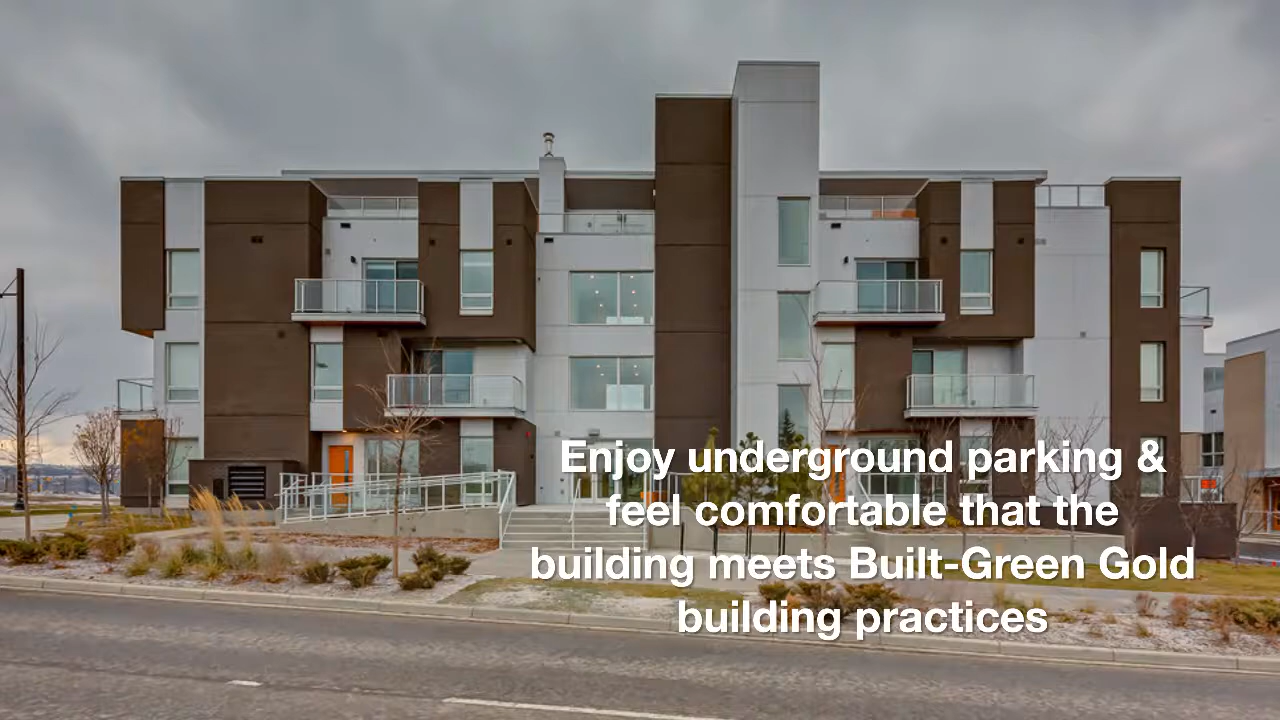 Enjoy underground parking &
feel comfortable that the
building meets Built-Green Gold
building practices